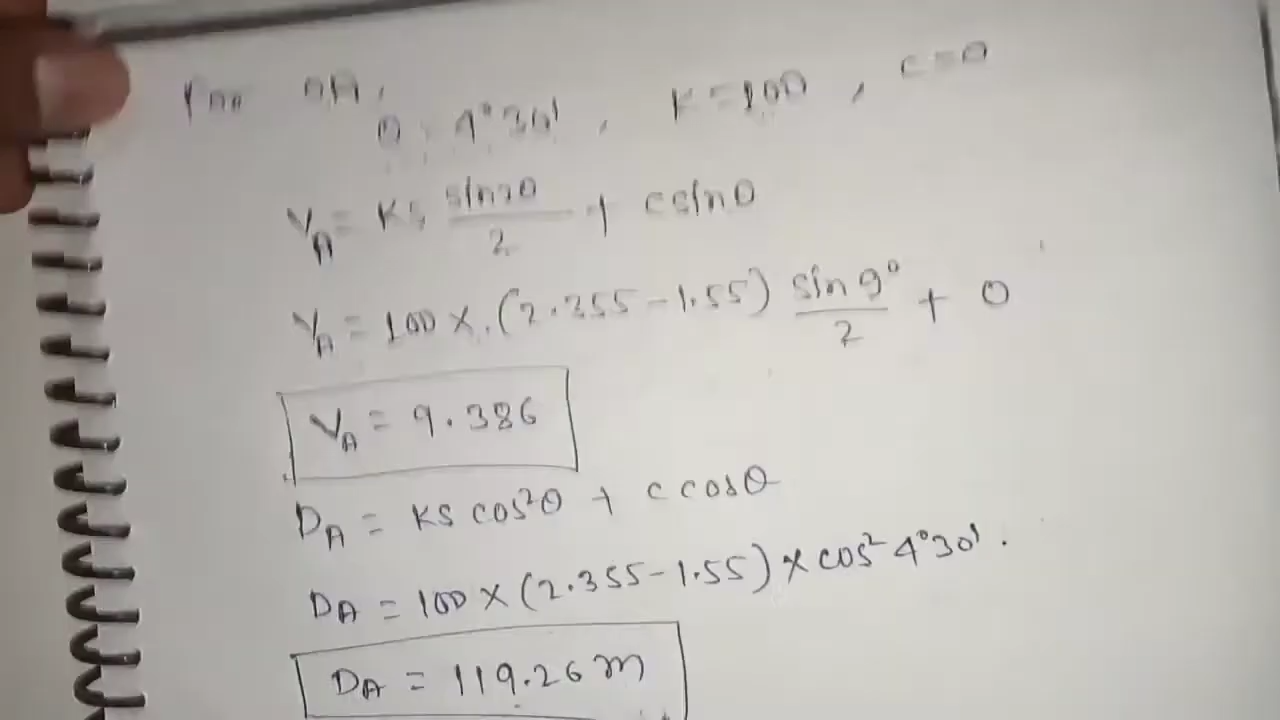 θ = 4°30', K = 100, C = 0
V_A = KS sin2θ/2 + c sinθ
V_A = 100 × (2.355 - 1.55) sin 9°/2 + 0
V_A = 9.386
D_A = KS cos²θ + c cosθ
D_A = 100 × (2.355 - 1.55) × cos² 4°30'.
D_A = 119.26 m